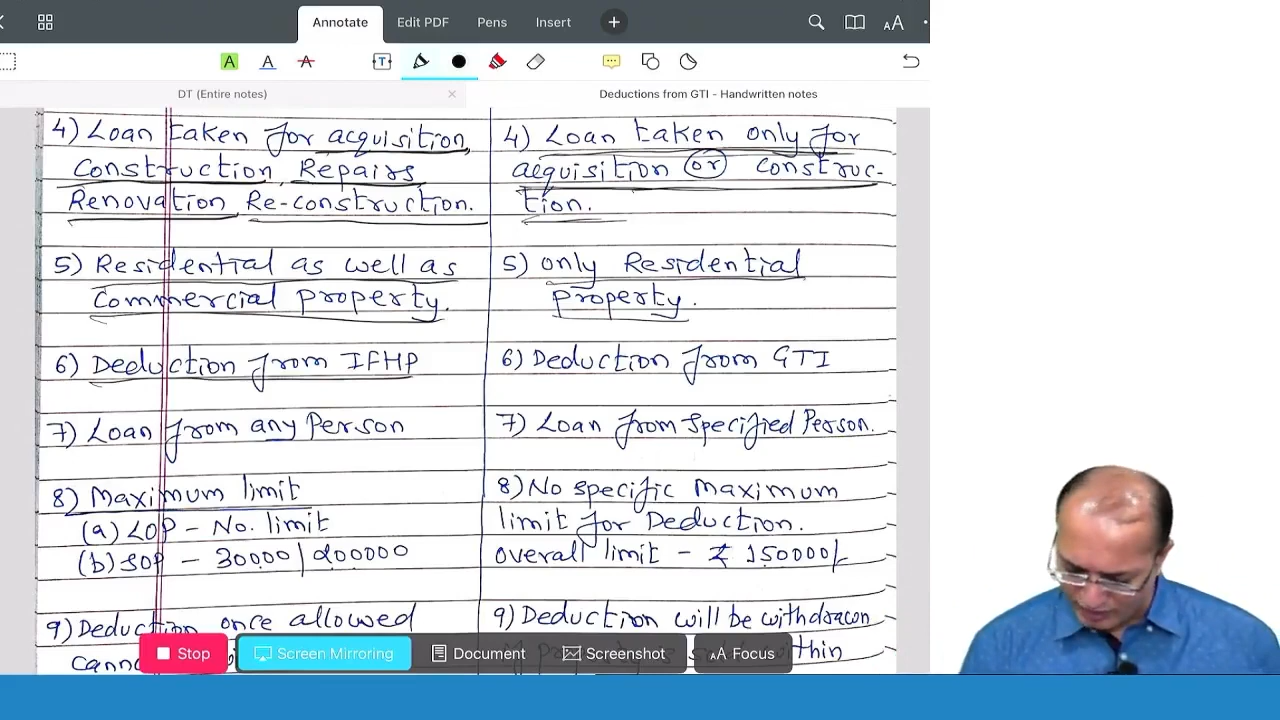 Annotate Edit PDF Pens Insert
DT (Entire notes) Deductions from GTI - Handwritten notes
4) Loan taken for acquisition,
Construction, Repairs,
Renovation, Re-construction.
5) Residential as well as
Commercial property.
6) Deduction from IFHP
7) Loan from any Person
8) Maximum limit
(a) LOP - No. limit
(b) SOP - 30000 | 200000
9) Deduction once allowed
4) Loan taken only for
acquisition or construc-
tion.
5) only Residential
property.
6) Deduction from GTI
7) Loan from Specified Person.
8) No specific maximum
limit for Deduction.
overall limit - ₹ 150000/-
9) Deduction will be withdrawn
Stop Screen Mirroring Document Screenshot AA Focus